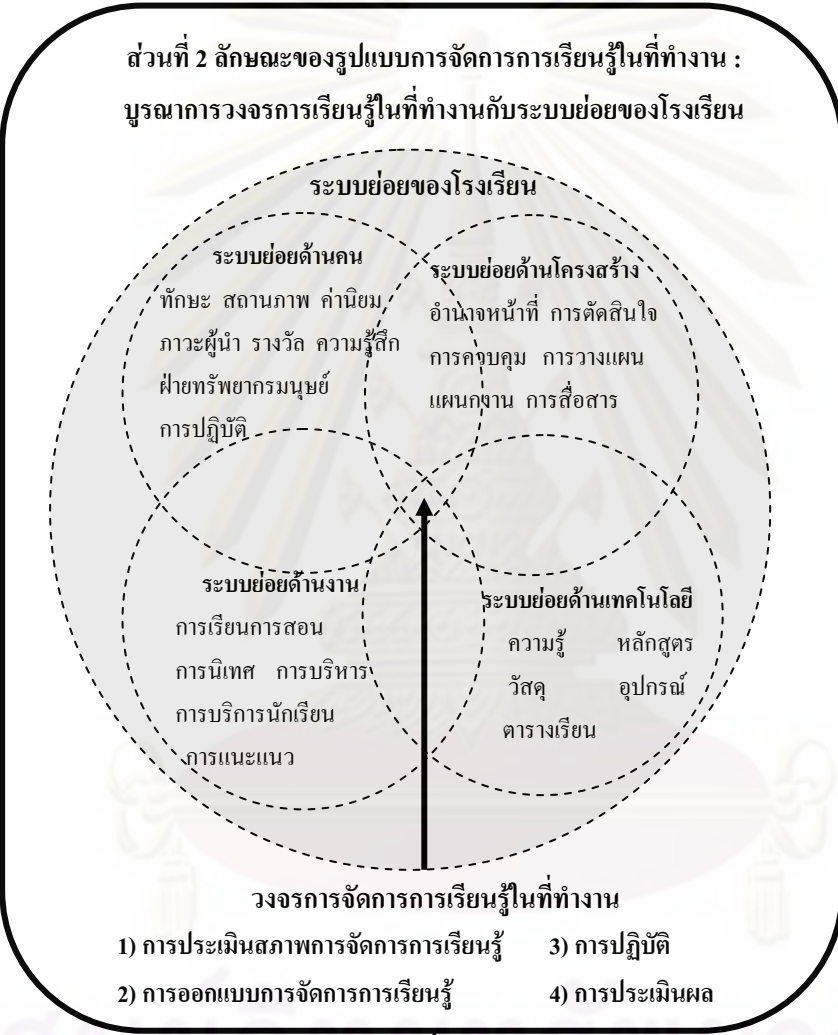 ส่วนที่ 2 ลักษณะของรูปแบบการจัดการการเรียนรู้ในที่ทำงาน :
บูรณาการวงจรการเรียนรู้ในที่ทำงานกับระบบย่อยของโรงเรียน
ระบบย่อยของโรงเรียน
ระบบย่อยด้านคน
ทักษะ สถานภาพ ค่านิยม
ภาวะผู้นำ รางวัล ความรู้สึก
ฝ่ายทรัพยากรมนุษย์
การปฏิบัติ
ระบบย่อยด้านโครงสร้าง
อำนาจหน้าที่ การตัดสินใจ
การควบคุม การวางแผน
แผนกงาน การสื่อสาร
ระบบย่อยด้านงาน
การเรียนการสอน
การนิเทศ การบริหาร
การบริการนักเรียน
การแนะแนว
ระบบย่อยด้านเทคโนโลยี
ความรู้ หลักสูตร
วัสดุ อุปกรณ์
ตารางเรียน
วงจรการจัดการการเรียนรู้ในที่ทำงาน
1) การประเมินสภาพการจัดการการเรียนรู้ 3) การปฏิบัติ
2) การออกแบบการจัดการการเรียนรู้ 4) การประเมินผล